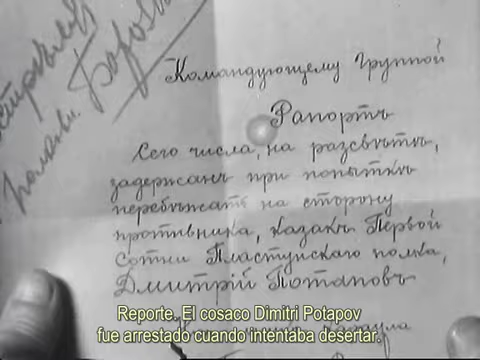 Командующему Группой
Рапортъ
Сего числа, на разсвѣтѣ,
задержанъ при попыткѣ
перебѣжать на сторону
противника, казакъ Первой
Сотни Пластунскаго полка,
Дмитрій Потаповъ
караула
Reporte. El cosaco Dimitri Potapov
fue arrestado cuando intentaba desertar.